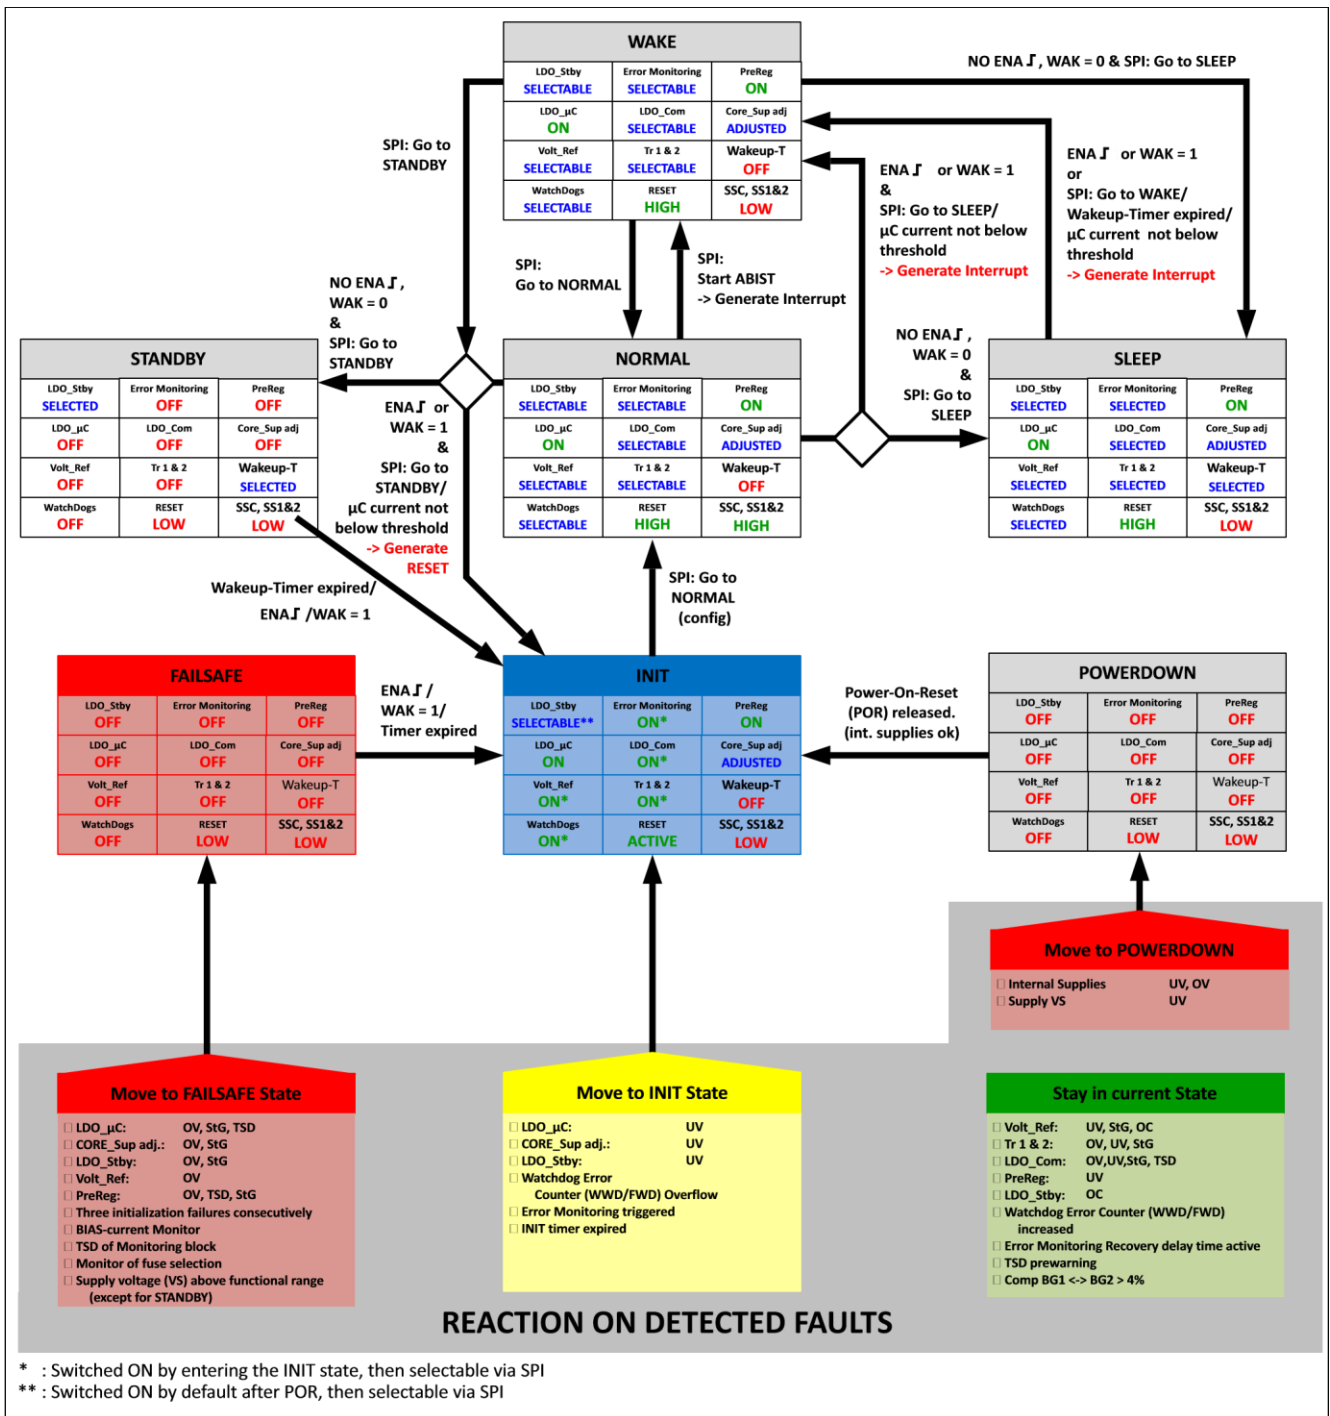 WAKE
LDO_Stby Error Monitoring PreReg
SELECTABLE SELECTABLE ON
LDO_µC LDO_Com Core_Sup adj
ON SELECTABLE ADJUSTED
Volt_Ref Tr 1 & 2 Wakeup-T
SELECTABLE SELECTABLE OFF
WatchDogs RESET SSC, SS1&2
SELECTABLE HIGH LOW
NO ENA, WAK = 0 & SPI: Go to SLEEP
SPI: Go to
STANDBY
ENA or WAK = 1
&
SPI: Go to SLEEP/
µC current not below
threshold
-> Generate Interrupt
ENA or WAK = 1
or
SPI: Go to WAKE/
Wakeup-Timer expired/
µC current not below
threshold
-> Generate Interrupt
SPI:
Go to NORMAL
SPI:
Start ABIST
-> Generate Interrupt
NO ENA,
WAK = 0
&
SPI: Go to
STANDBY
NO ENA,
WAK = 0
&
SPI: Go to
SLEEP
STANDBY
LDO_Stby Error Monitoring PreReg
SELECTED OFF OFF
LDO_µC LDO_Com Core_Sup adj
OFF OFF OFF
Volt_Ref Tr 1 & 2 Wakeup-T
OFF OFF SELECTED
WatchDogs RESET SSC, SS1&2
OFF LOW LOW
ENA or
WAK = 1
&
SPI: Go to
STANDBY/
µC current not
below threshold
-> Generate
RESET
NORMAL
LDO_Stby Error Monitoring PreReg
SELECTABLE SELECTABLE ON
LDO_µC LDO_Com Core_Sup adj
ON SELECTABLE ADJUSTED
Volt_Ref Tr 1 & 2 Wakeup-T
SELECTABLE SELECTABLE OFF
WatchDogs RESET SSC, SS1&2
SELECTABLE HIGH HIGH
SLEEP
LDO_Stby Error Monitoring PreReg
SELECTED SELECTED ON
LDO_µC LDO_Com Core_Sup adj
ON SELECTED ADJUSTED
Volt_Ref Tr 1 & 2 Wakeup-T
SELECTED SELECTED SELECTED
WatchDogs RESET SSC, SS1&2
SELECTED HIGH LOW
Wakeup-Timer expired/
ENA /WAK = 1
SPI: Go to
NORMAL
(config)
FAILSAFE
LDO_Stby Error Monitoring PreReg
OFF OFF OFF
LDO_µC LDO_Com Core_Sup adj
OFF OFF OFF
Volt_Ref Tr 1 & 2 Wakeup-T
OFF OFF OFF
WatchDogs RESET SSC, SS1&2
OFF LOW LOW
ENA /
WAK = 1/
Timer expired
INIT
LDO_Stby Error Monitoring PreReg
SELECTABLE** ON* ON
LDO_µC LDO_Com Core_Sup adj
ON ON* ADJUSTED
Volt_Ref Tr 1 & 2 Wakeup-T
ON* ON* OFF
WatchDogs RESET SSC, SS1&2
ON* ACTIVE LOW
Power-On-Reset
(POR) released.
(int. supplies ok)
POWERDOWN
LDO_Stby Error Monitoring PreReg
OFF OFF OFF
LDO_µC LDO_Com Core_Sup adj
OFF OFF OFF
Volt_Ref Tr 1 & 2 Wakeup-T
OFF OFF OFF
WatchDogs RESET SSC, SS1&2
OFF LOW LOW
Move to POWERDOWN
Internal Supplies UV, OV
Supply VS UV
Move to FAILSAFE State
LDO_µC: OV, StG, TSD
CORE_Sup adj.: OV, StG
LDO_Stby: OV, StG
Volt_Ref: OV
PreReg: OV, TSD, StG
Three initialization failures consecutively
BIAS-current Monitor
TSD of Monitoring block
Monitor of fuse selection
Supply voltage (VS) above functional range
(except for STANDBY)
Move to INIT State
LDO_µC: UV
CORE_Sup adj.: UV
LDO_Stby: UV
Watchdog Error
Counter (WWD/FWD) Overflow
Error Monitoring triggered
INIT timer expired
Stay in current State
Volt_Ref: UV, StG, OC
Tr 1 & 2: OV, UV, StG
LDO_Com: OV,UV,StG, TSD
PreReg: UV
LDO_Stby: OC
Watchdog Error Counter (WWD/FWD)
increased
Error Monitoring Recovery delay time active
TSD prewarning
Comp BG1 <-> BG2 > 4%
REACTION ON DETECTED FAULTS
* : Switched ON by entering the INIT state, then selectable via SPI
** : Switched ON by default after POR, then selectable via SPI